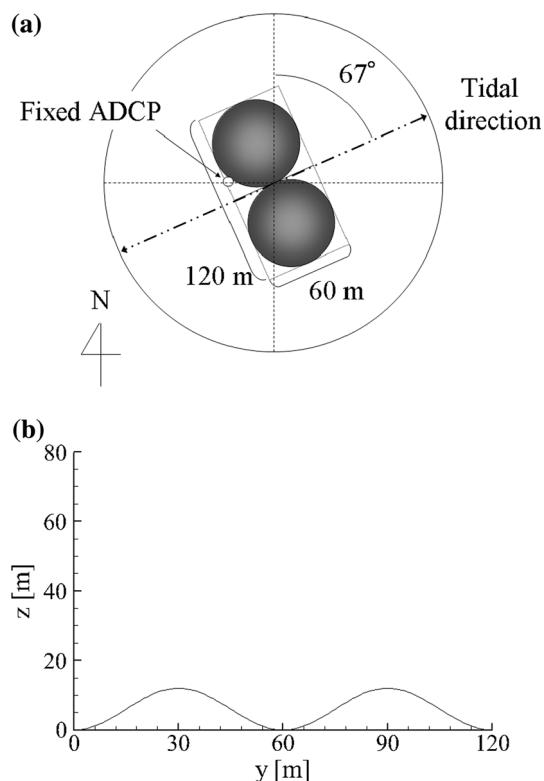 (a)
67°
Tidal
direction
Fixed ADCP
120 m
60 m
N
(b)
80
60
40
20
0
z [m]
0 30 60 90 120
y [m]